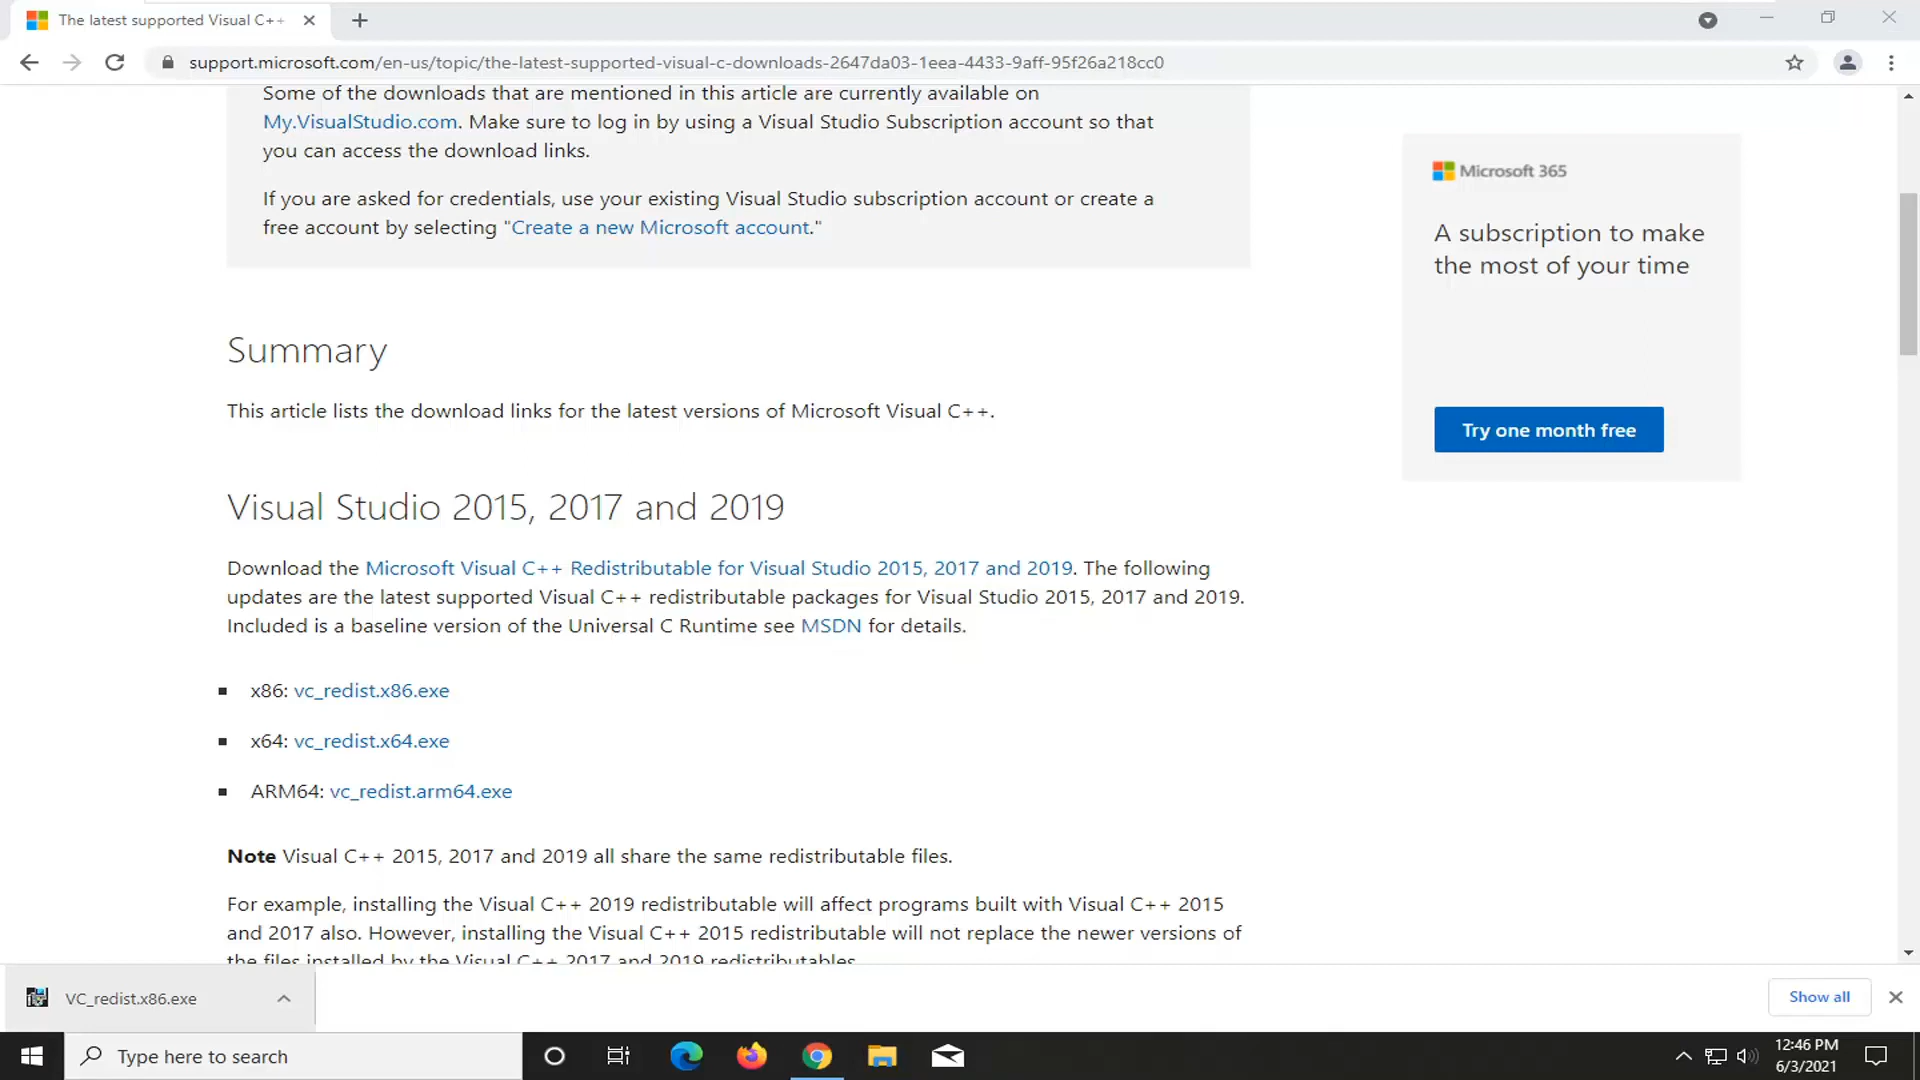 The latest supported Visual C++
support.microsoft.com/en-us/topic/the-latest-supported-visual-c-downloads-2647da03-1eea-4433-9aff-95f26a218cc0
Some of the downloads that are mentioned in this article are currently available on
My.VisualStudio.com. Make sure to log in by using a Visual Studio Subscription account so that
you can access the download links.
If you are asked for credentials, use your existing Visual Studio subscription account or create a
free account by selecting "Create a new Microsoft account."
Microsoft 365
A subscription to make
the most of your time
Try one month free
Summary
This article lists the download links for the latest versions of Microsoft Visual C++.
Visual Studio 2015, 2017 and 2019
Download the Microsoft Visual C++ Redistributable for Visual Studio 2015, 2017 and 2019. The following
updates are the latest supported Visual C++ redistributable packages for Visual Studio 2015, 2017 and 2019.
Included is a baseline version of the Universal C Runtime see MSDN for details.
x86: vc_redist.x86.exe
x64: vc_redist.x64.exe
ARM64: vc_redist.arm64.exe
Note Visual C++ 2015, 2017 and 2019 all share the same redistributable files.
For example, installing the Visual C++ 2019 redistributable will affect programs built with Visual C++ 2015
and 2017 also. However, installing the Visual C++ 2015 redistributable will not replace the newer versions of
the files installed by the Visual C++ 2017 and 2019 redistributables.
VC_redist.x86.exe
Show all
Type here to search
12:46 PM
6/3/2021